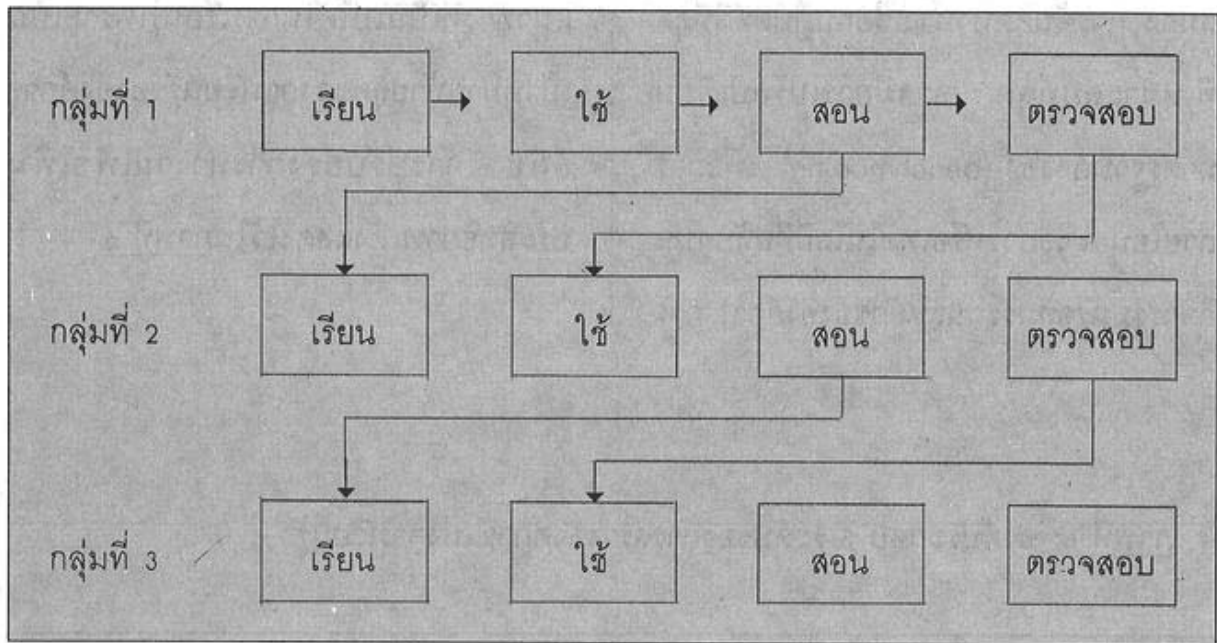 กลุ่มที่ 1 เรียน ใช้ สอน ตรวจสอบ
กลุ่มที่ 2 เรียน ใช้ สอน ตรวจสอบ
กลุ่มที่ 3 เรียน ใช้ สอน ตรวจสอบ